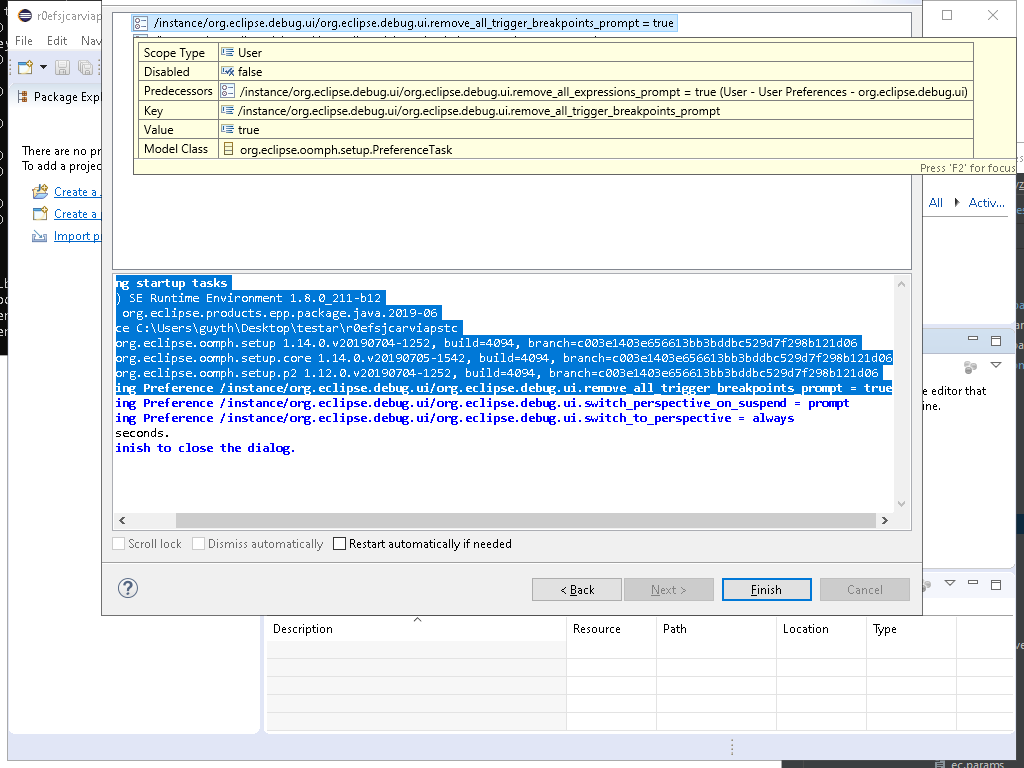 r0efsjcarviap
File Edit Nav
Package Expl
There are no pr
To add a projec
Create a
Create a
Import p
/instance/org.eclipse.debug.ui/org.eclipse.debug.ui.remove_all_trigger_breakpoints_prompt = true
Scope Type User
Disabled false
Predecessors /instance/org.eclipse.debug.ui/org.eclipse.debug.ui.remove_all_expressions_prompt = true (User - User Preferences - org.eclipse.debug.ui)
Key /instance/org.eclipse.debug.ui/org.eclipse.debug.ui.remove_all_trigger_breakpoints_prompt
Value true
Model Class org.eclipse.oomph.setup.PreferenceTask
Press 'F2' for focus
All Activ...
ng startup tasks
) SE Runtime Environment 1.8.0_211-b12
org.eclipse.products.epp.package.java.2019-06
ce C:\Users\guyth\Desktop\testar\r0efsjcarviapstc
org.eclipse.oomph.setup 1.14.0.v20190704-1252, build=4094, branch=c003e1403e656613bb3bddbc529d7f298b121d06
org.eclipse.oomph.setup.core 1.14.0.v20190705-1542, build=4094, branch=c003e1403e656613bb3bddbc529d7f298b121d06
org.eclipse.oomph.setup.p2 1.12.0.v20190704-1252, build=4094, branch=c003e1403e656613bb3bddbc529d7f298b121d06
ing Preference /instance/org.eclipse.debug.ui/org.eclipse.debug.ui.remove_all_trigger_breakpoints_prompt = true
ing Preference /instance/org.eclipse.debug.ui/org.eclipse.debug.ui.switch_perspective_on_suspend = prompt
ing Preference /instance/org.eclipse.debug.ui/org.eclipse.debug.ui.switch_to_perspective = always
seconds.
inish to close the dialog.
e editor that
ine.
Scroll lock Dismiss automatically Restart automatically if needed
< Back Next > Finish Cancel
Description Resource Path Location Type
ec.params